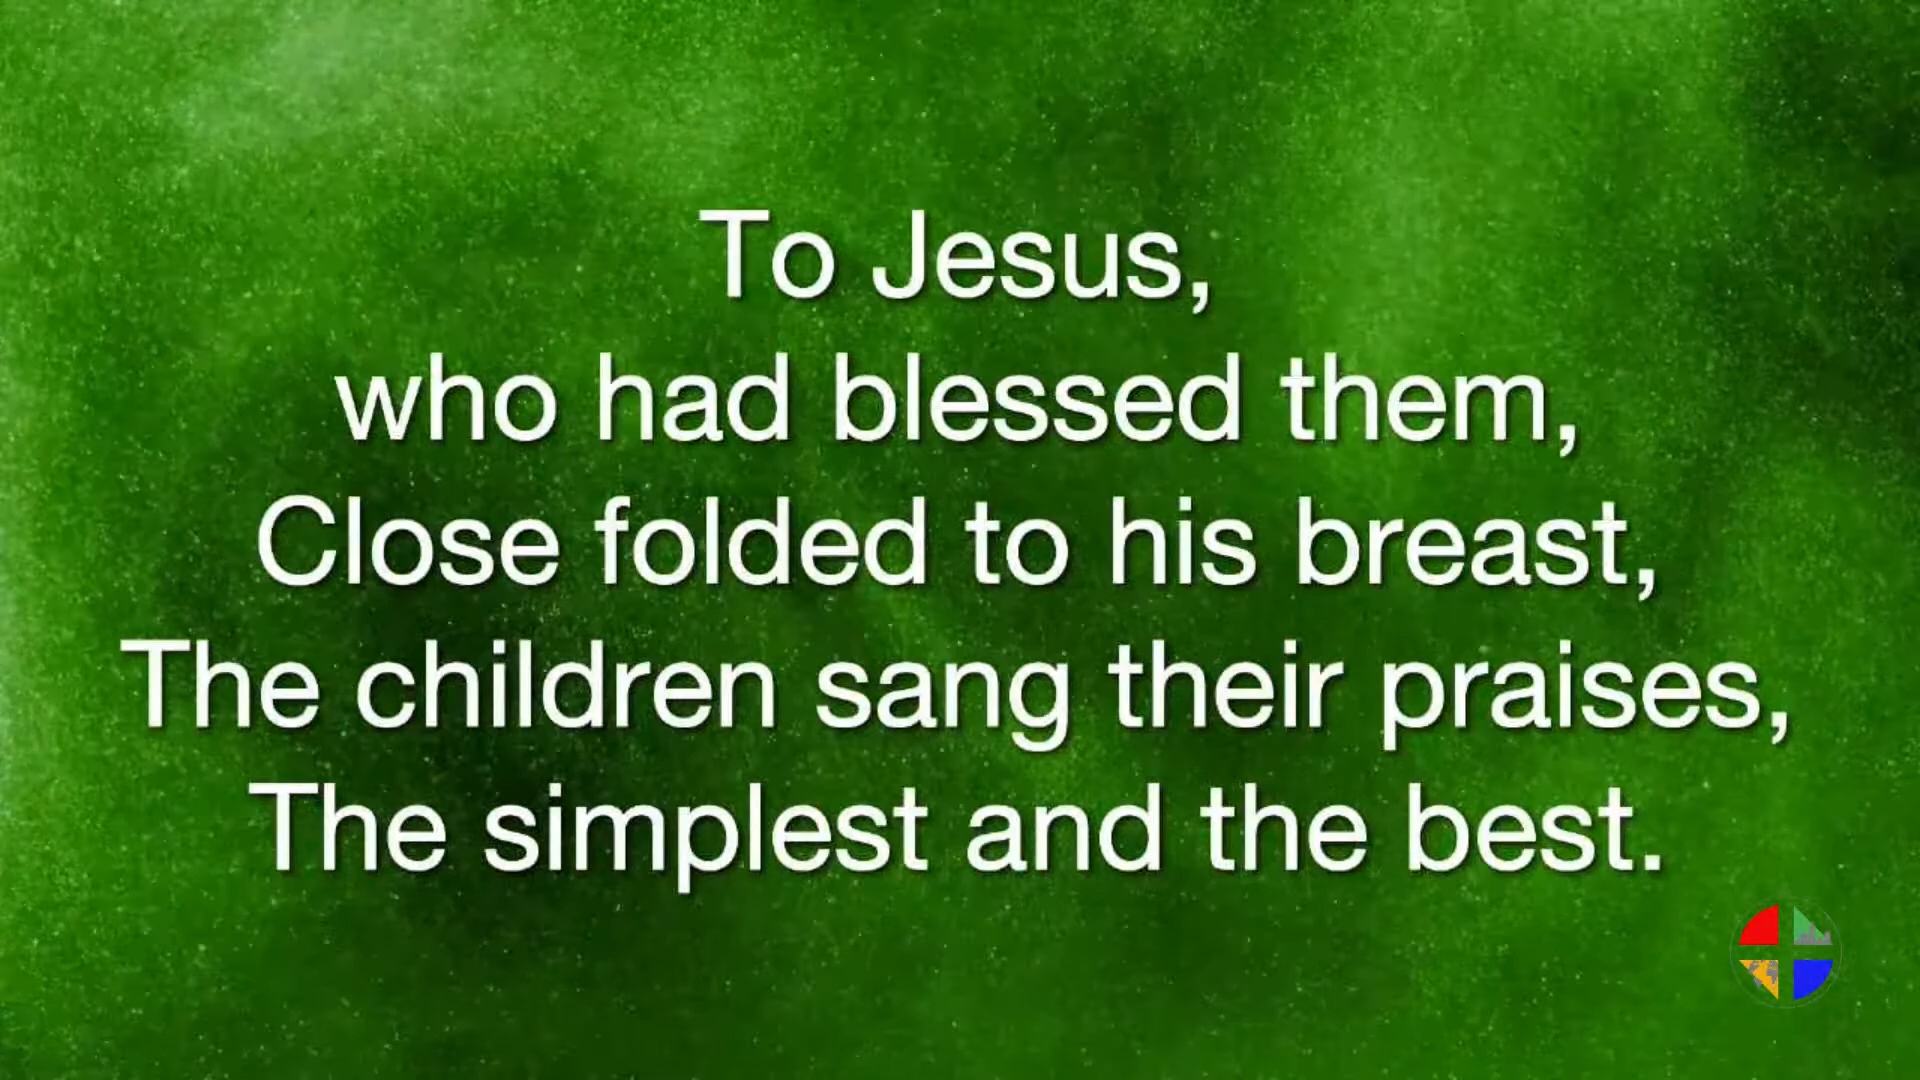 To Jesus,
who had blessed them,
Close folded to his breast,
The children sang their praises,
The simplest and the best.